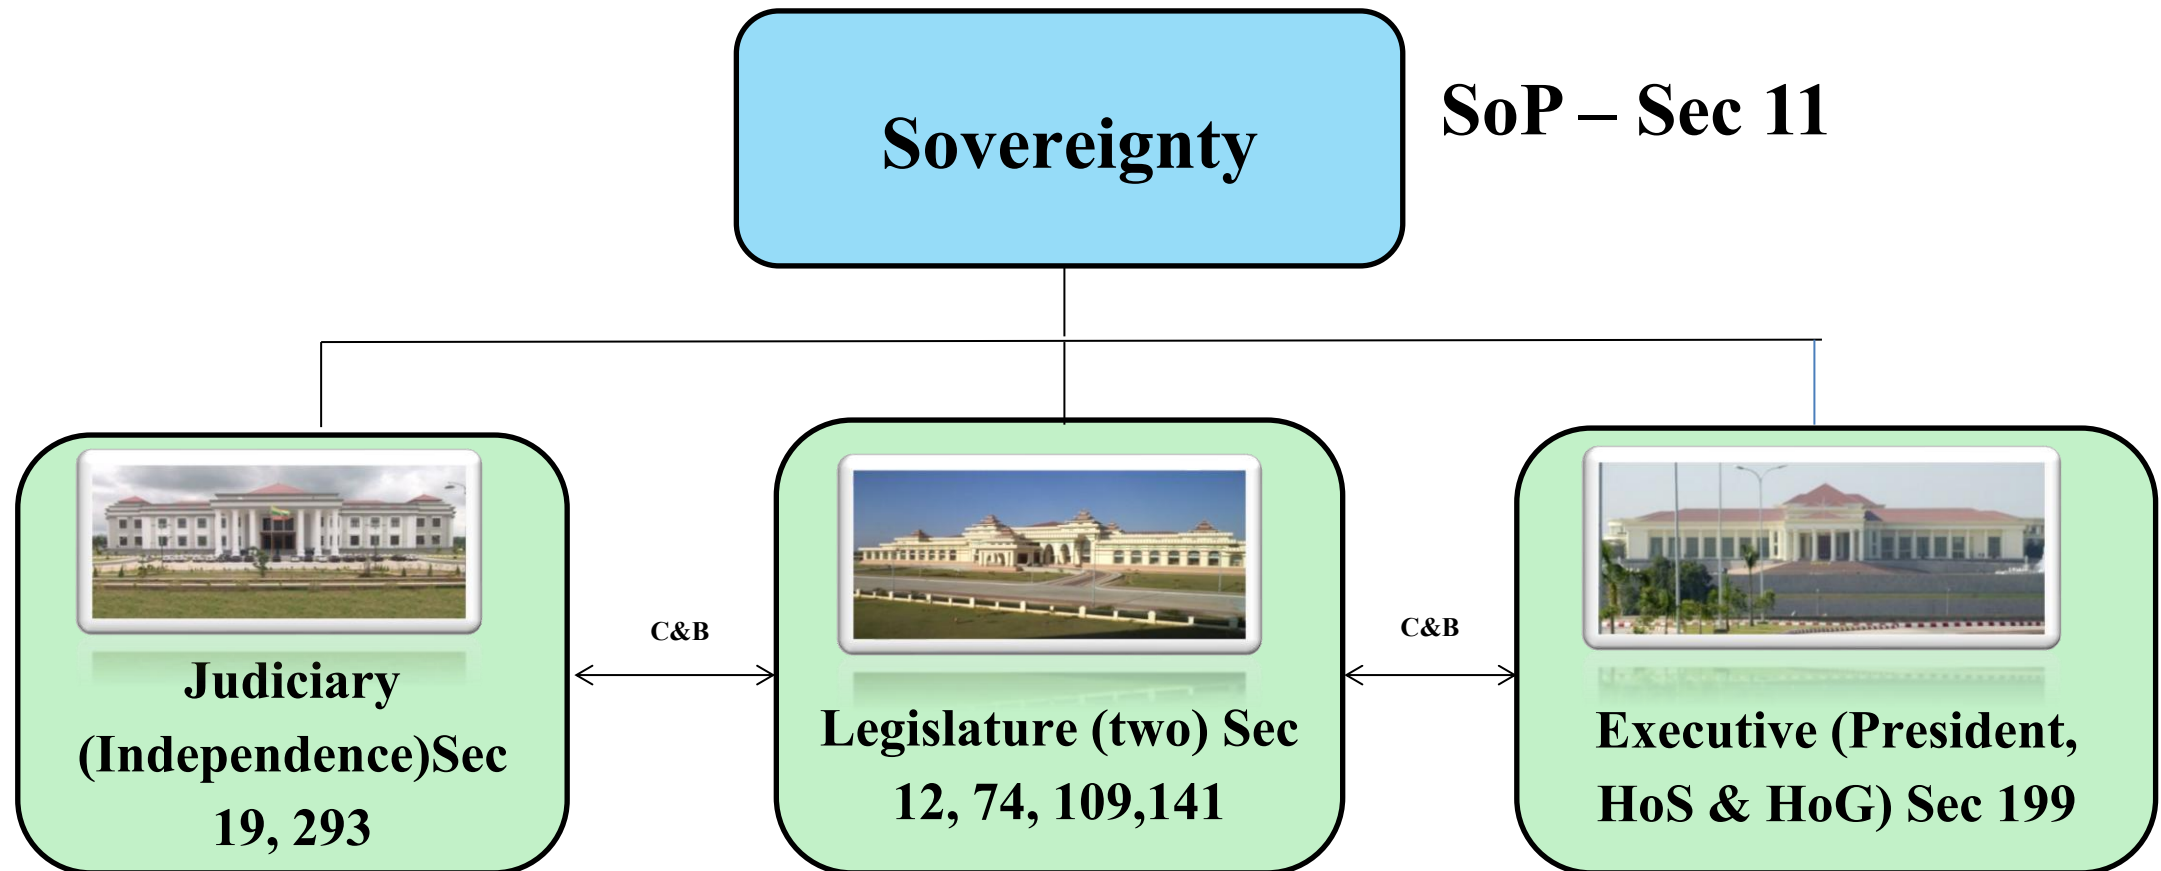 Sovereignty
SoP – Sec 11
C&B
C&B
Judiciary
(Independence)Sec
19, 293
Legislature (two) Sec
12, 74, 109,141
Executive (President,
HoS & HoG) Sec 199